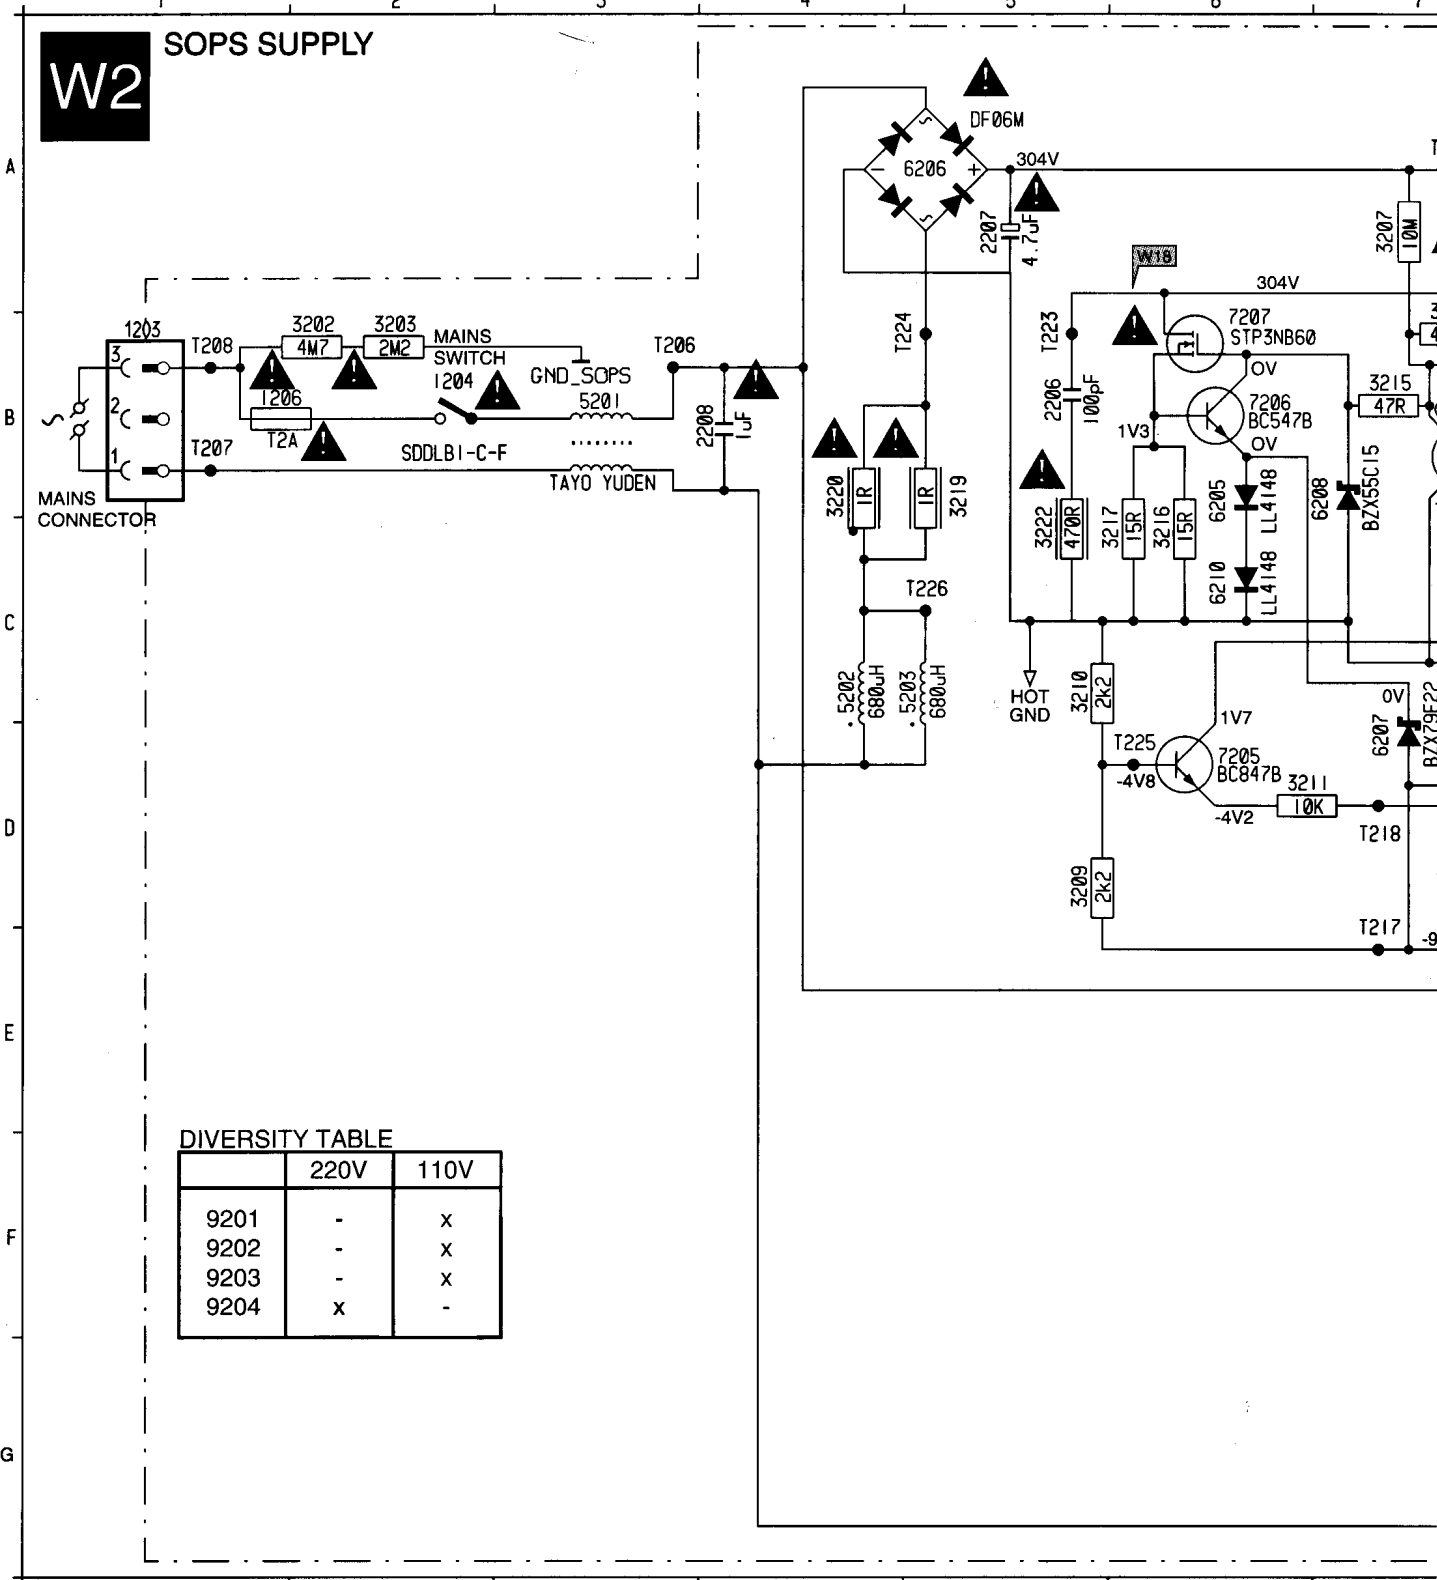 1 2 3 4 5 6 7
W2
SOPS SUPPLY
A
DF06M
6206
304V
2207
4.7uF
3207
10M
W18
304V
1203
T208
3202
4M7
3203
2M2
MAINS
SWITCH
1204
GND_SOPS
T206
T224
T223
7207
STP3NB60
3
2
1
B
1206
T2A
5201
2208
1uF
2206
100pF
0V
7206
BC547B
0V
3215
47R
1V3
T207
SDDLB1-C-F
TAYO YUDEN
MAINS
CONNECTOR
3220
1R
1R
3219
3222
470R
3217
15R
3216
15R
6205
LL4148
6208
BZX55C15
6210
LL4148
C
T226
5202
680uH
5203
680uH
HOT
GND
3210
2k2
0V
6207
BZX79F22
1V7
T225
-4V8
7205
BC847B
3211
10K
-4V2
T218
D
3209
2k2
T217
-9
E
DIVERSITY TABLE
220V 110V
9201 - x
9202 - x
9203 - x
9204 x -
F
G